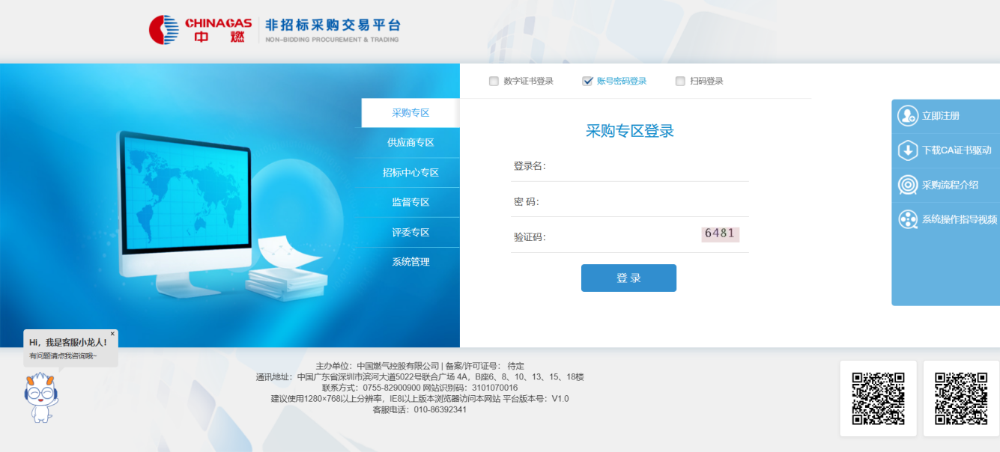 CHINAGAS
中 燃
非招标采购交易平台
NON-BIDDING PROCUREMENT & TRADING
数字证书登录 账号密码登录 扫码登录
采购专区
供应商专区
招标中心专区
监督专区
评委专区
系统管理
采购专区登录
登录名:
密 码:
验证码: 6481
登 录
立即注册
下载CA证书驱动
采购流程介绍
系统操作指导视频
Hi，我是客服小龙人！
有问题请点我咨询哦~
主办单位：中国燃气控股有限公司 | 备案/许可证号： 待定
通讯地址：中国广东省深圳市滨河大道5022号联合广场 4A，B座6、8、10、13、15、18楼
联系方式：0755-82900900 网站识别码：3101070016
建议使用1280×768以上分辨率，IE8以上版本浏览器访问本网站 平台版本号：V1.0
客服电话：010-86392341